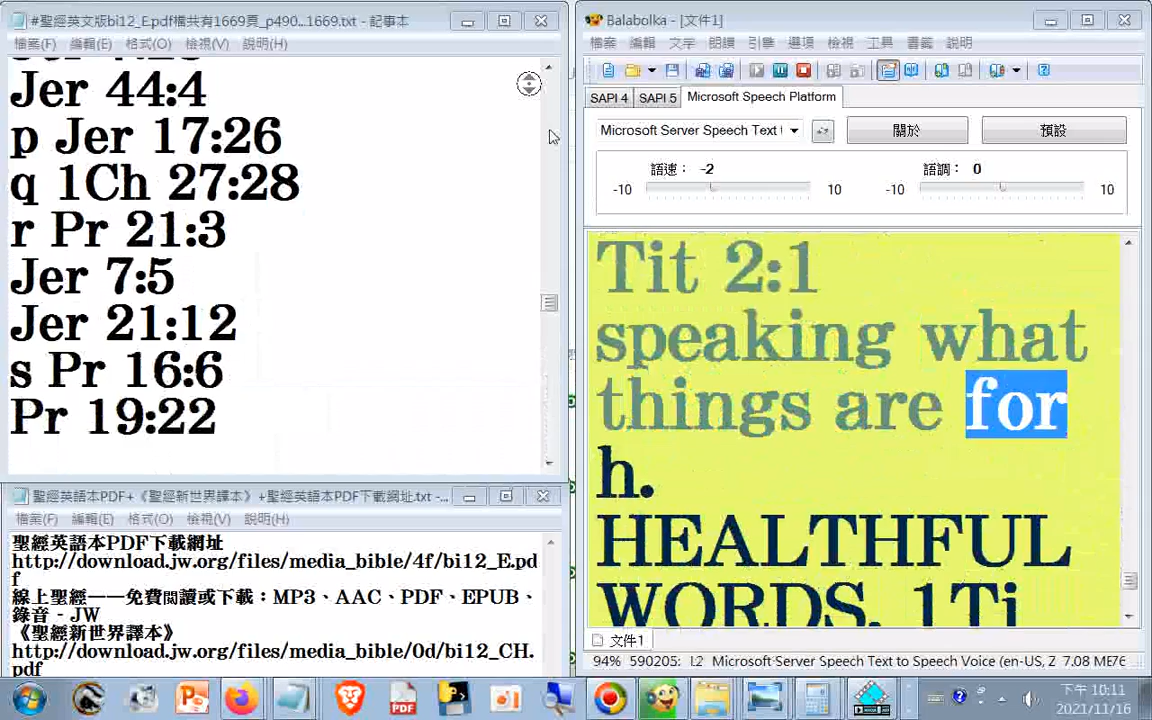 #聖經英文版bi12_E.pdf檔共有1669頁_p490...1669.txt - 記事本
檔案(F) 編輯(E) 格式(O) 檢視(V) 說明(H)
Jer 44:4
p Jer 17:26
q 1Ch 27:28
r Pr 21:3
Jer 7:5
Jer 21:12
s Pr 16:6
Pr 19:22
聖經英語本PDF+《聖經新世界譯本》+聖經英語本PDF下載網址.txt - ...
檔案(F) 編輯(E) 格式(O) 檢視(V) 說明(H)
聖經英語本PDF下載網址
http://download.jw.org/files/media_bible/4f/bi12_E.pd
f
線上聖經——免費閱讀或下載：MP3、AAC、PDF、EPUB、
錄音 - JW
《聖經新世界譯本》
http://download.jw.org/files/media_bible/0d/bi12_CH.
pdf
Balabolka - [文件1]
檔案 編輯 文字 朗讀 引擎 選項 檢視 工具 書籤 說明
SAPI 4 SAPI 5 Microsoft Speech Platform
Microsoft Server Speech Text 關於 預設
語速： -2 語調： 0
-10 10 -10 10
Tit 2:1
speaking what
things are for
h.
HEALTHFUL
WORDS, 1Ti
文件1
94% 590205: L2 Microsoft Server Speech Text to Speech Voice (en-US, Z 7.08 ME76
下午 10:11
2021/11/16